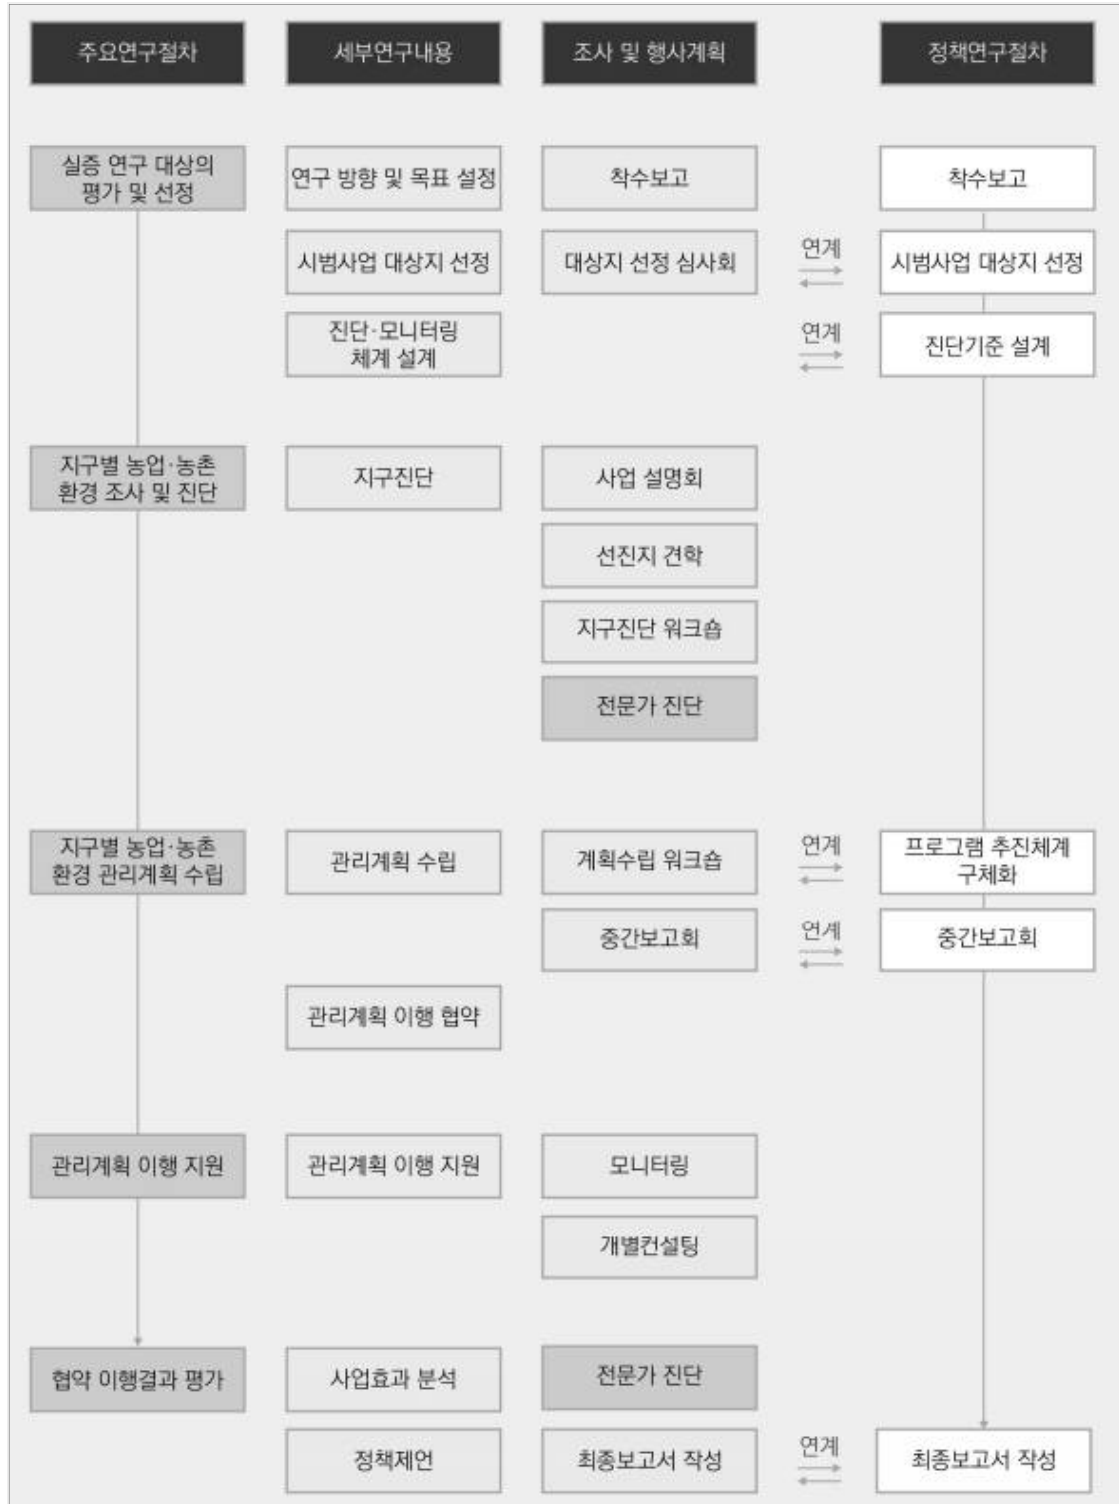 주요연구절차
세부연구내용
조사 및 행사계획
정책연구절차
실증 연구 대상의
평가 및 선정
연구 방향 및 목표 설정
착수보고
착수보고
시범사업 대상지 선정
대상지 선정 심사회
연계
시범사업 대상지 선정
진단·모니터링
체계 설계
연계
진단기준 설계
지구별 농업·농촌
환경 조사 및 진단
지구진단
사업 설명회
선진지 견학
지구진단 워크숍
전문가 진단
지구별 농업·농촌
환경 관리계획 수립
관리계획 수립
계획수립 워크숍
연계
프로그램 추진체계
구체화
중간보고회
연계
중간보고회
관리계획 이행 협약
관리계획 이행 지원
관리계획 이행 지원
모니터링
개별컨설팅
협약 이행결과 평가
사업효과 분석
전문가 진단
정책제언
최종보고서 작성
연계
최종보고서 작성